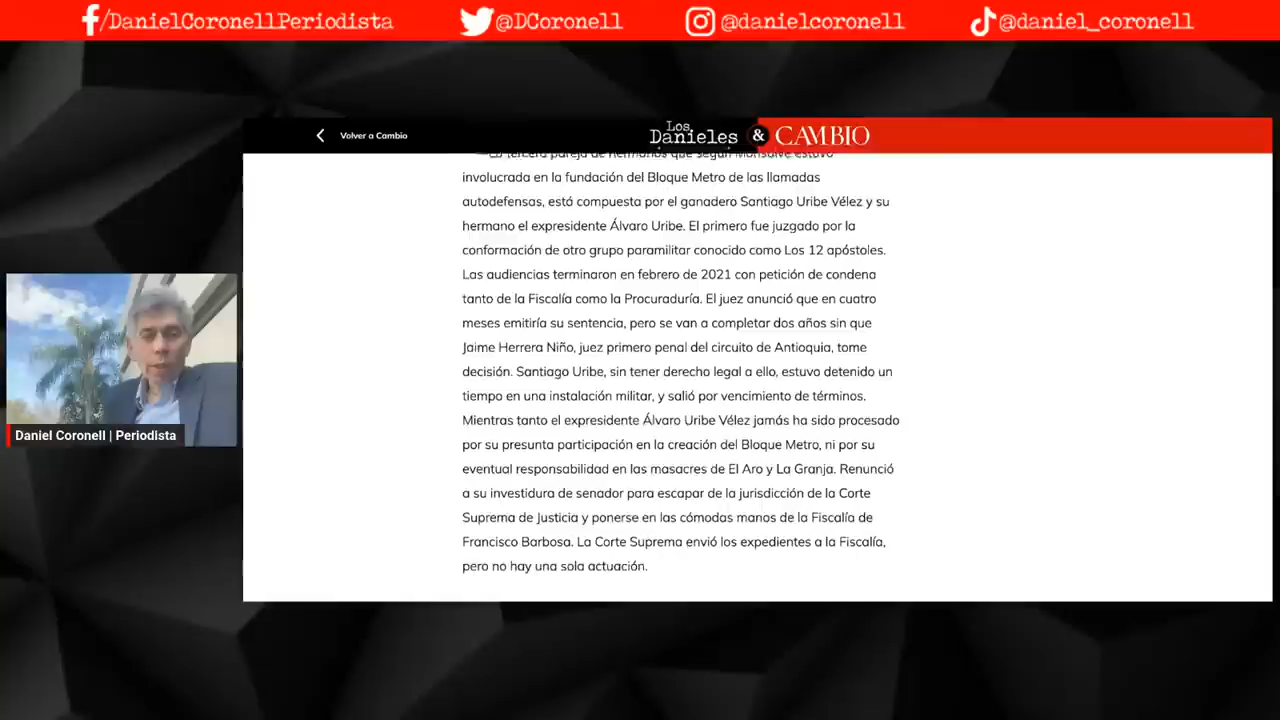 /DanielCoronellPeriodista
@DCoronell
@danielcoronell
@daniel_coronell
Volver a Cambio
Los Danieles & CAMBIO
La tercera pareja de hermanos que según Monsalve estuvo
involucrada en la fundación del Bloque Metro de las llamadas
autodefensas, está compuesta por el ganadero Santiago Uribe Vélez y su
hermano el expresidente Álvaro Uribe. El primero fue juzgado por la
conformación de otro grupo paramilitar conocido como Los 12 apóstoles.
Las audiencias terminaron en febrero de 2021 con petición de condena
tanto de la Fiscalía como la Procuraduría. El juez anunció que en cuatro
meses emitiría su sentencia, pero se van a completar dos años sin que
Jaime Herrera Niño, juez primero penal del circuito de Antioquia, tome
decisión. Santiago Uribe, sin tener derecho legal a ello, estuvo detenido un
tiempo en una instalación militar, y salió por vencimiento de términos.
Mientras tanto el expresidente Álvaro Uribe Vélez jamás ha sido procesado
por su presunta participación en la creación del Bloque Metro, ni por su
eventual responsabilidad en las masacres de El Aro y La Granja. Renunció
a su investidura de senador para escapar de la jurisdicción de la Corte
Suprema de Justicia y ponerse en las cómodas manos de la Fiscalía de
Francisco Barbosa. La Corte Suprema envió los expedientes a la Fiscalía,
pero no hay una sola actuación.
Daniel Coronell | Periodista